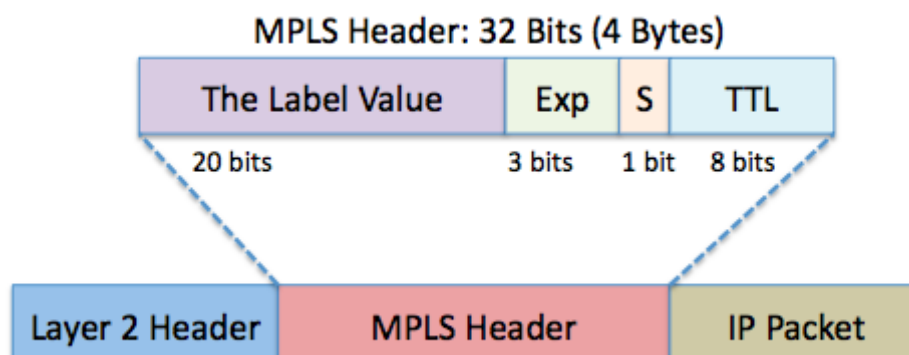 MPLS Header: 32 Bits (4 Bytes)
The Label Value Exp S TTL
20 bits 3 bits 1 bit 8 bits
Layer 2 Header MPLS Header IP Packet